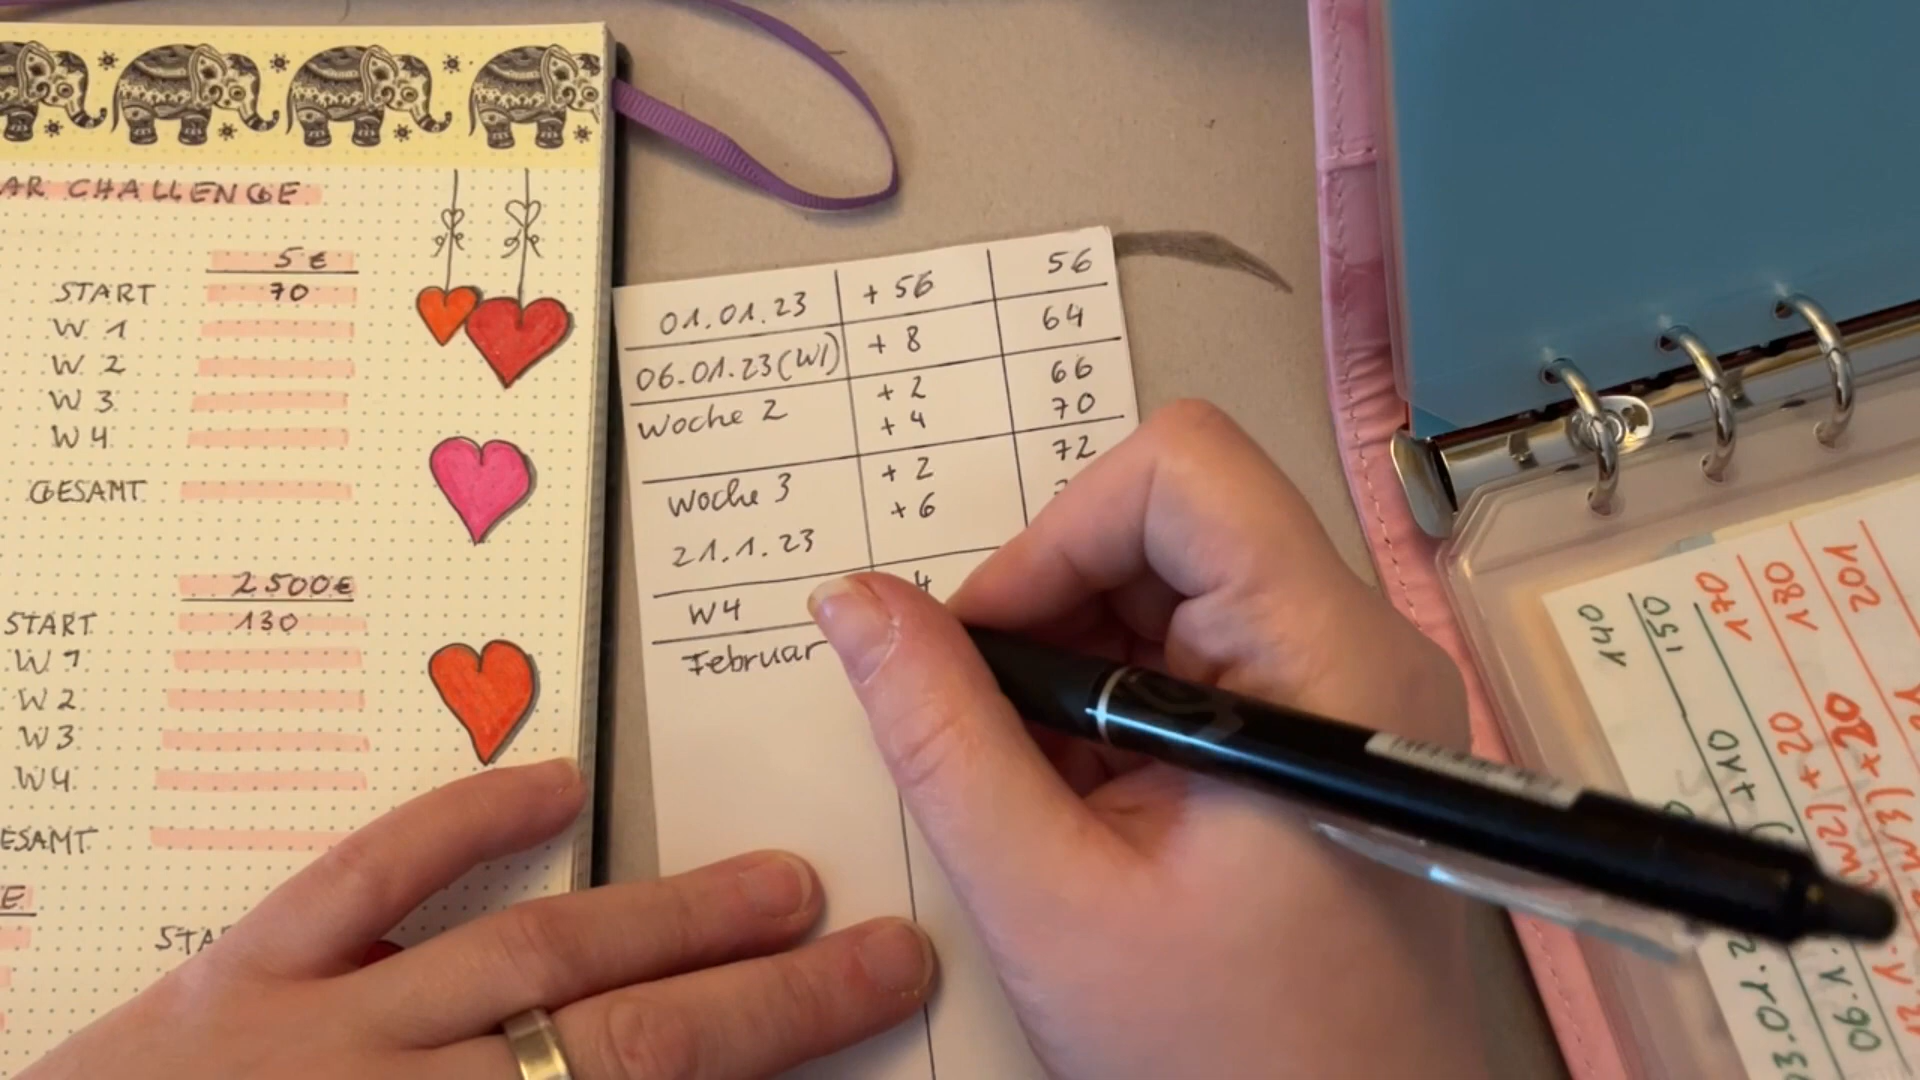 AR CHALLENGE
5€
START 70
W 1
W 2
W 3
W 4
GESAMT
2500€
START 130
W 1
W 2
W 3
W 4
ESAMT
E
STA
01.01.23 + 56 56
06.01.23 (W1) + 8 64
Woche 2 + 2 66
+ 4 70
Woche 3 + 2 72
21.1.23 + 6
W4 4
Februar
140
150
+10 170
+20 180
+20 201